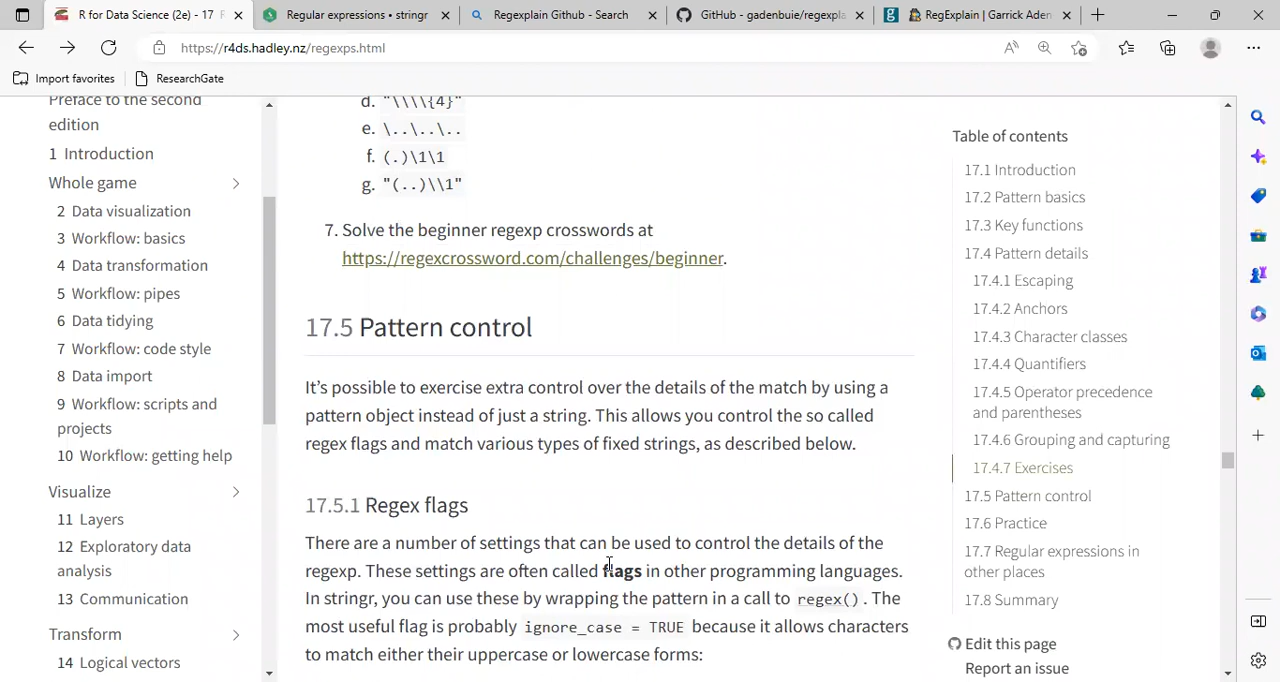 R for Data Science (2e) - 17
Regular expressions • stringr
Regexplain Github - Search
GitHub - gadenbuie/regexpla
RegExplain | Garrick Aden
https://r4ds.hadley.nz/regexps.html
Import favorites
ResearchGate
Preface to the second
edition
1 Introduction
Whole game
2 Data visualization
3 Workflow: basics
4 Data transformation
5 Workflow: pipes
6 Data tidying
7 Workflow: code style
8 Data import
9 Workflow: scripts and
projects
10 Workflow: getting help
Visualize
11 Layers
12 Exploratory data
analysis
13 Communication
Transform
14 Logical vectors
d. "\\\\{4}"
e. \..\..\..
f. (.)\1\1
g. "(..)\\1"
7. Solve the beginner regexp crosswords at
https://regexcrossword.com/challenges/beginner.
17.5 Pattern control
It's possible to exercise extra control over the details of the match by using a
pattern object instead of just a string. This allows you control the so called
regex flags and match various types of fixed strings, as described below.
17.5.1 Regex flags
There are a number of settings that can be used to control the details of the
regexp. These settings are often called flags in other programming languages.
In stringr, you can use these by wrapping the pattern in a call to regex(). The
most useful flag is probably ignore_case = TRUE because it allows characters
to match either their uppercase or lowercase forms:
Table of contents
17.1 Introduction
17.2 Pattern basics
17.3 Key functions
17.4 Pattern details
17.4.1 Escaping
17.4.2 Anchors
17.4.3 Character classes
17.4.4 Quantifiers
17.4.5 Operator precedence
and parentheses
17.4.6 Grouping and capturing
17.4.7 Exercises
17.5 Pattern control
17.6 Practice
17.7 Regular expressions in
other places
17.8 Summary
Edit this page
Report an issue